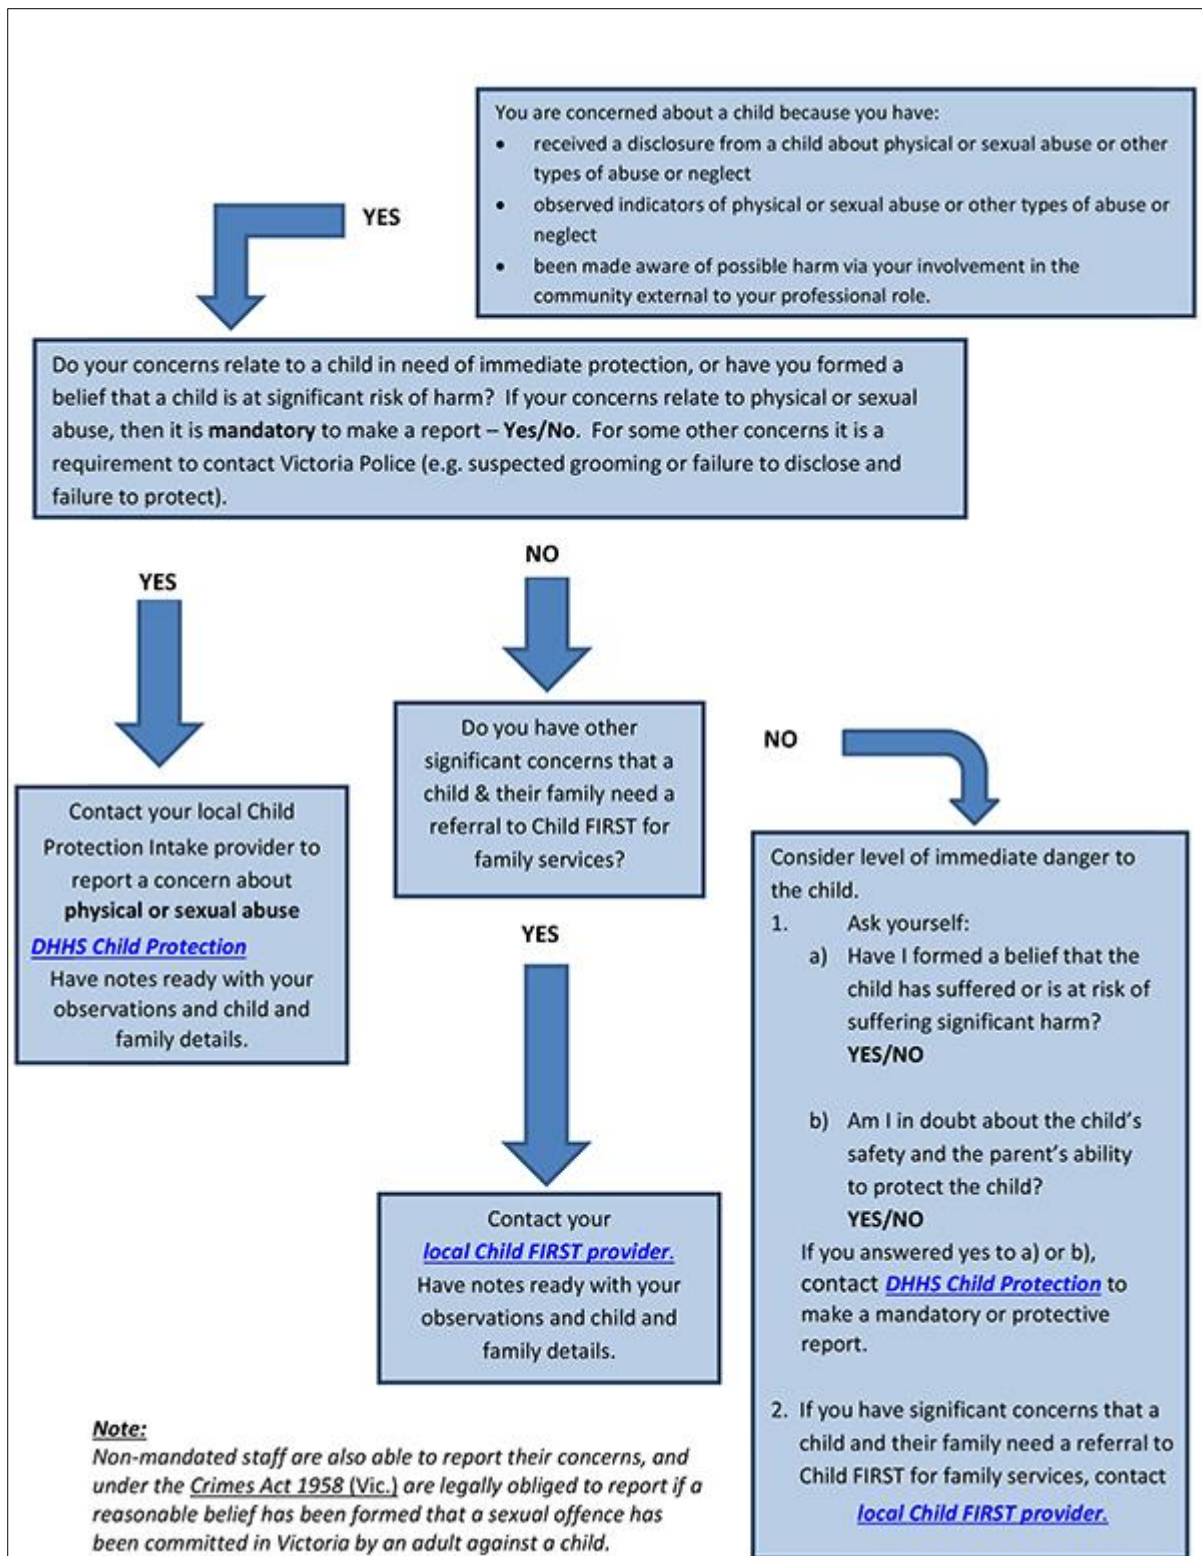 You are concerned about a child because you have:
• received a disclosure from a child about physical or sexual abuse or other
types of abuse or neglect
• observed indicators of physical or sexual abuse or other types of abuse or
neglect
• been made aware of possible harm via your involvement in the
community external to your professional role.
YES
Do your concerns relate to a child in need of immediate protection, or have you formed a
belief that a child is at significant risk of harm? If your concerns relate to physical or sexual
abuse, then it is mandatory to make a report – Yes/No. For some other concerns it is a
requirement to contact Victoria Police (e.g. suspected grooming or failure to disclose and
failure to protect).
YES
Contact your local Child
Protection Intake provider to
report a concern about
physical or sexual abuse
DHHS Child Protection
Have notes ready with your
observations and child and
family details.
NO
Do you have other
significant concerns that a
child & their family need a
referral to Child FIRST for
family services?
YES
Contact your
local Child FIRST provider.
Have notes ready with your
observations and child and
family details.
NO
Consider level of immediate danger to
the child.
1. Ask yourself:
a) Have I formed a belief that the
child has suffered or is at risk of
suffering significant harm?
YES/NO
b) Am I in doubt about the child's
safety and the parent's ability
to protect the child?
YES/NO
If you answered yes to a) or b),
contact DHHS Child Protection to
make a mandatory or protective
report.
2. If you have significant concerns that a
child and their family need a referral to
Child FIRST for family services, contact
local Child FIRST provider.
Note:
Non-mandated staff are also able to report their concerns, and
under the Crimes Act 1958 (Vic.) are legally obliged to report if a
reasonable belief has been formed that a sexual offence has
been committed in Victoria by an adult against a child.